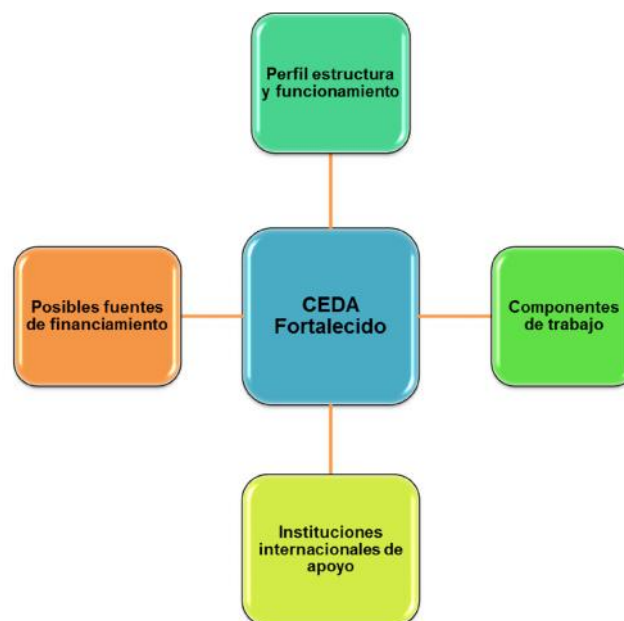 Perfil estructura
y funcionamiento
Posibles fuentes
de financiamiento
CEDA
Fortalecido
Componentes
de trabajo
Instituciones
internacionales de
apoyo